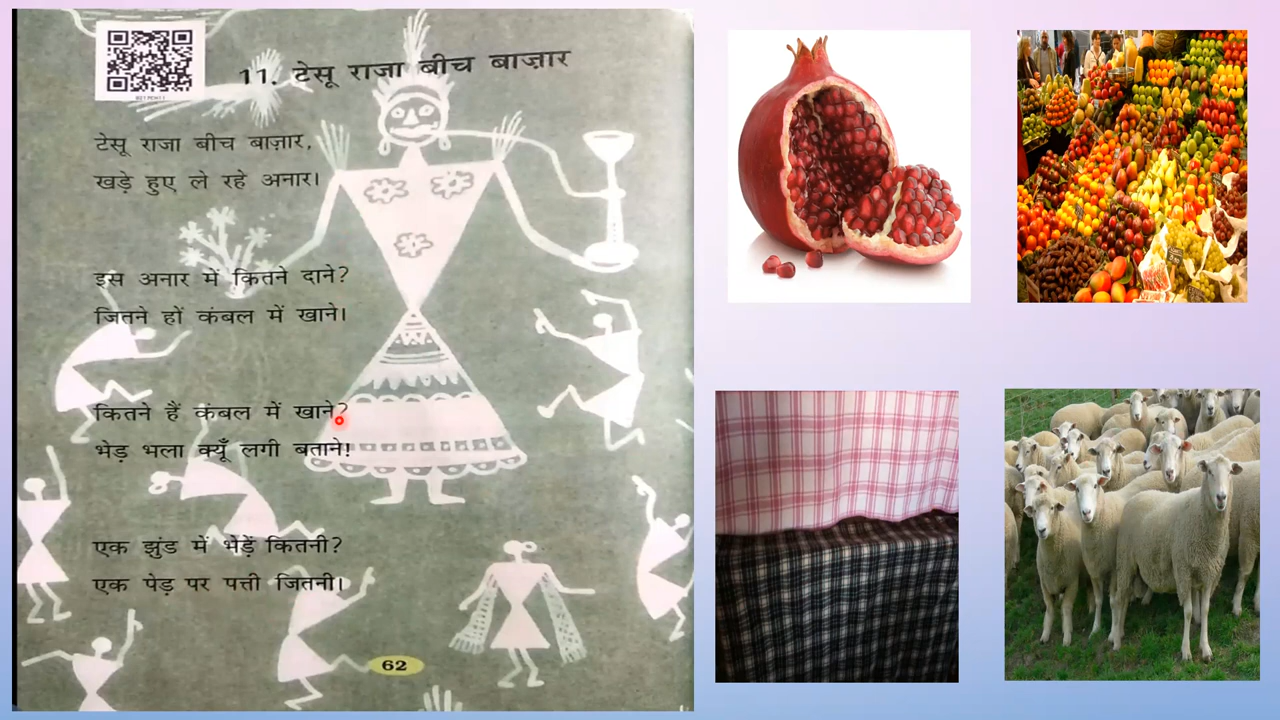 11. टेसू राजा बीच बाज़ार
टेसू राजा बीच बाज़ार,
खड़े हुए ले रहे अनार।
इस अनार में कितने दाने?
जितने हों कंबल में खाने।
कितने हैं कंबल में खाने?
भेड़ भला क्यूँ लगी बताने!
एक झुंड में भेड़ें कितनी?
एक पेड़ पर पत्ती जितनी।
62